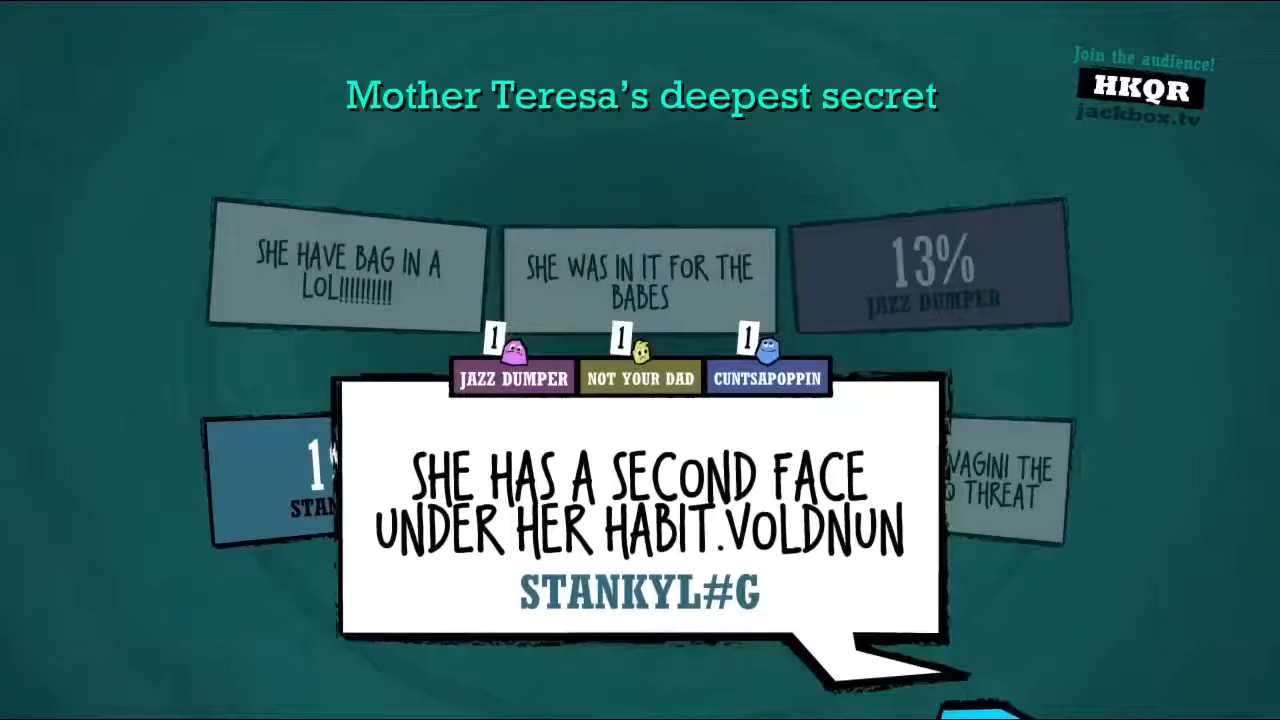 Join the audience!
HKQR
jackbox.tv
Mother Teresa's deepest secret
SHE HAVE BAG IN A
LOL!!!!!!!!!!
SHE WAS IN IT FOR THE
BABES
13%
JAZZ DUMPER
1
1
1
JAZZ DUMPER
NOT YOUR DAD
CUNTSAPOPPIN
SHE HAS A SECOND FACE
UNDER HER HABIT.VOLDNUN
STANKYL#G
VAGINI THE
THREAT